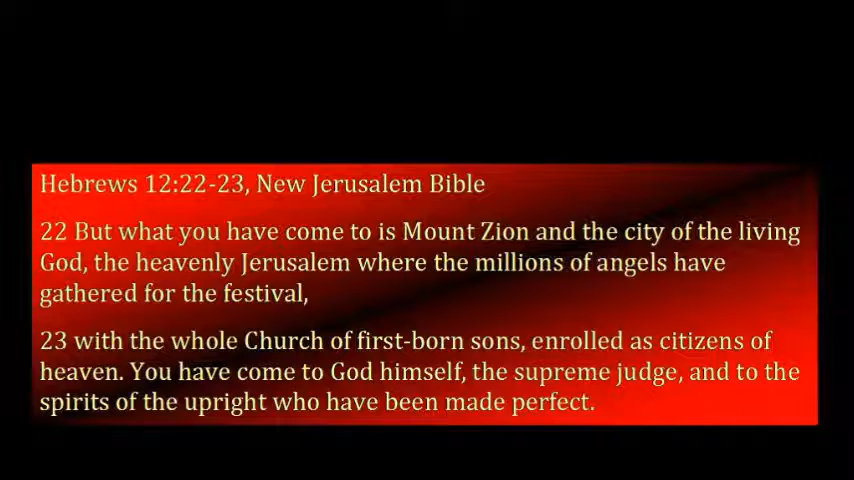 Hebrews 12:22-23, New Jerusalem Bible
22 But what you have come to is Mount Zion and the city of the living
God, the heavenly Jerusalem where the millions of angels have
gathered for the festival,
23 with the whole Church of first-born sons, enrolled as citizens of
heaven. You have come to God himself, the supreme judge, and to the
spirits of the upright who have been made perfect.